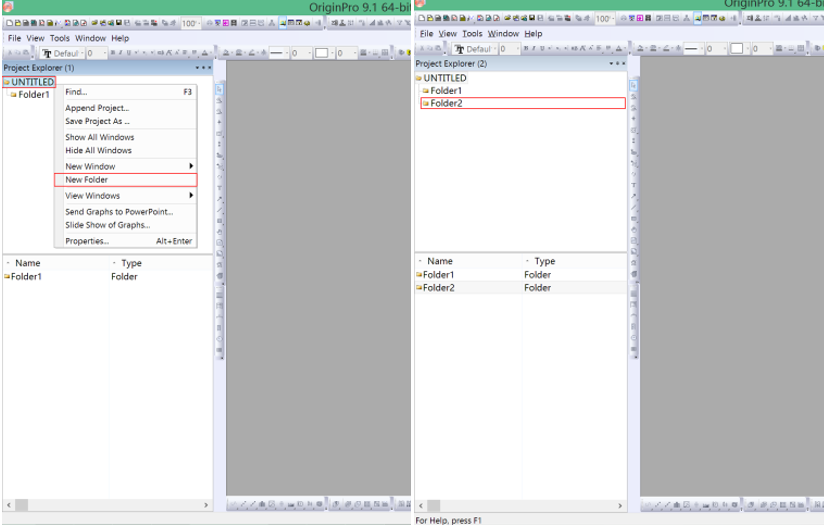 OriginPro 9.1 64-bi
File View Tools Window Help
Defaul 0
Project Explorer (1)
UNTITLED
Folder1
Find... F3
Append Project...
Save Project As ...
Show All Windows
Hide All Windows
New Window
New Folder
View Windows
Send Graphs to PowerPoint...
Slide Show of Graphs...
Properties... Alt+Enter
Name Type
Folder1 Folder
OriginPro 9.1 64-bi
File View Tools Window Help
Defaul 0
Project Explorer (2)
UNTITLED
Folder1
Folder2
Name Type
Folder1 Folder
Folder2 Folder
For Help, press F1